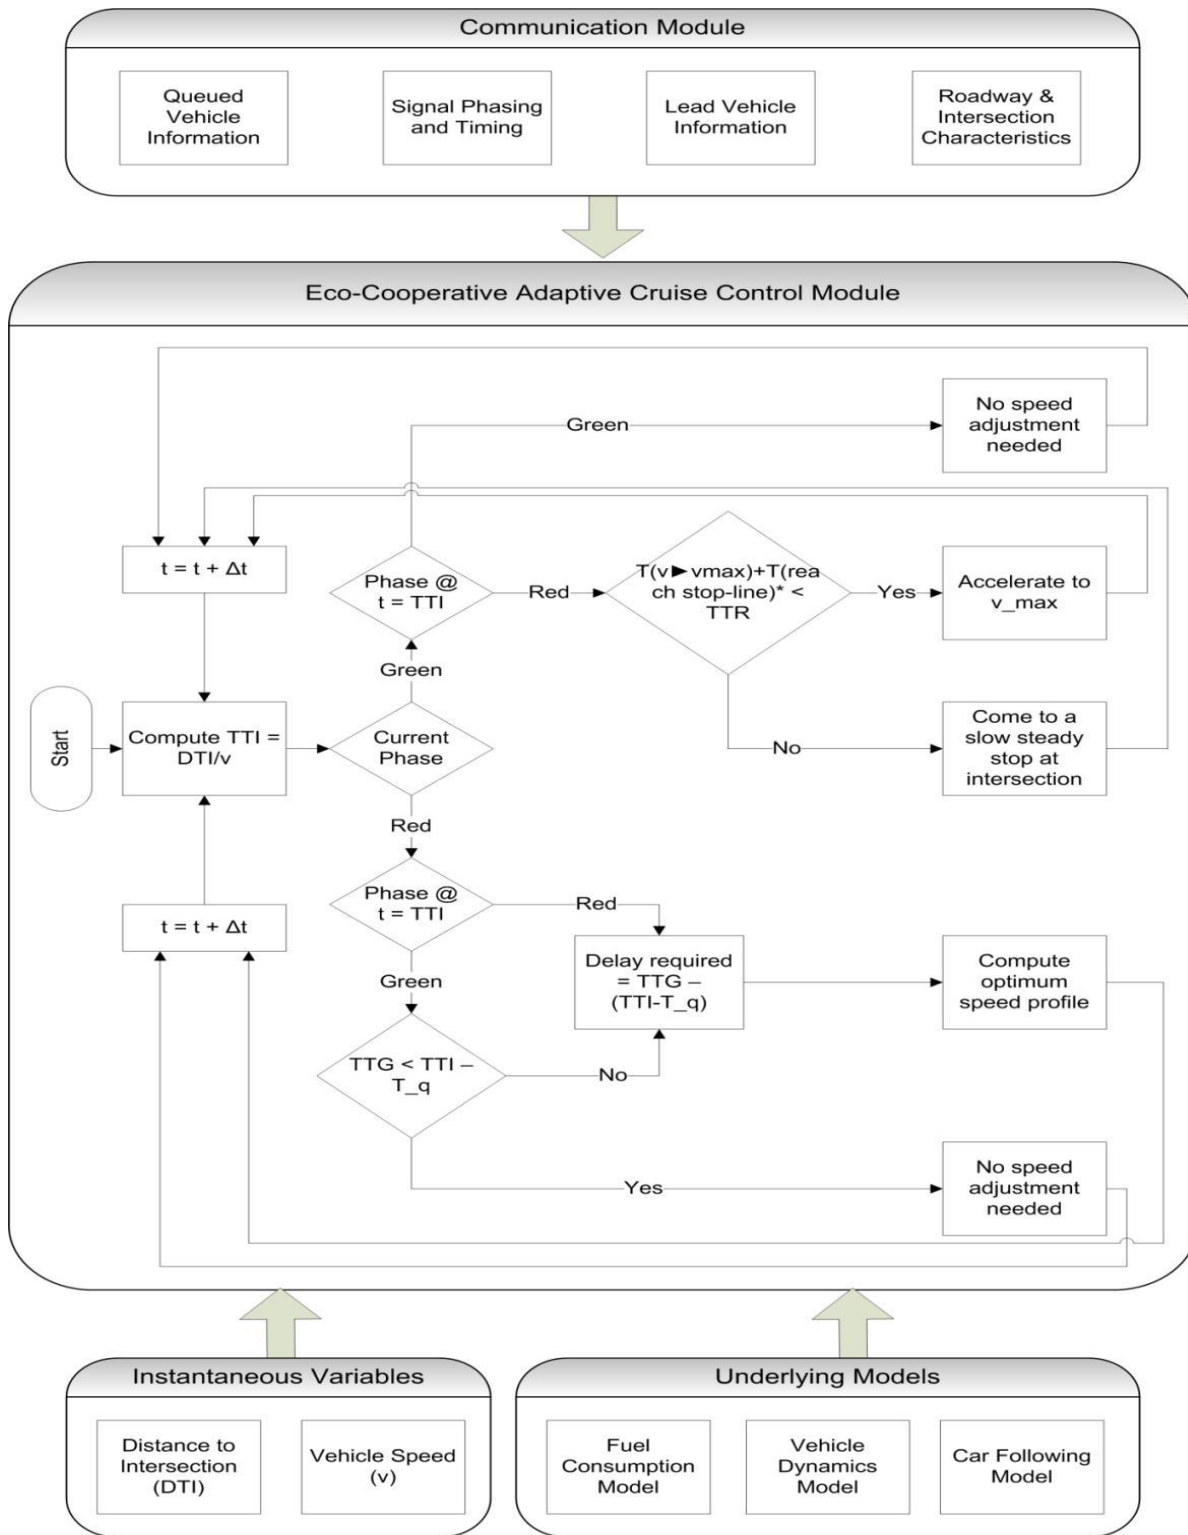 Communication Module
Queued
Vehicle
Information
Signal Phasing
and Timing
Lead Vehicle
Information
Roadway &
Intersection
Characteristics
Eco-Cooperative Adaptive Cruise Control Module
No speed
adjustment
needed
Green
t = t + Δt
Phase @
t = TTI
Red
T(v►vmax)+T(rea
ch stop-line)* <
TTR
Yes
Accelerate to
v_max
Green
Start
Compute TTI =
DTI/v
Current
Phase
No
Come to a
slow steady
stop at
intersection
Red
Phase @
t = TTI
Red
t = t + Δt
Green
Delay required
= TTG –
(TTI-T_q)
Compute
optimum
speed profile
TTG < TTI –
T_q
No
Yes
No speed
adjustment
needed
Instantaneous Variables
Distance to
Intersection
(DTI)
Vehicle Speed
(v)
Underlying Models
Fuel
Consumption
Model
Vehicle
Dynamics
Model
Car Following
Model